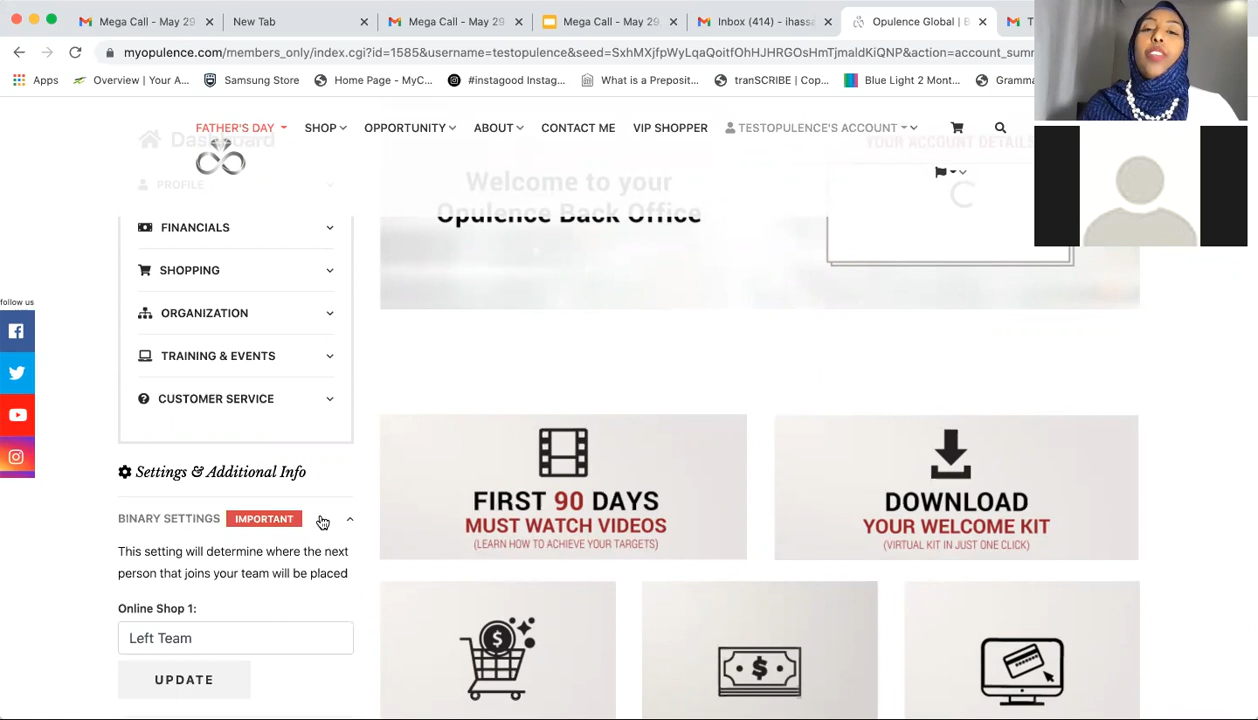 Mega Call - May 29
New Tab
Mega Call - May 29
Mega Call - May 29
Inbox (414) - ihassa
Opulence Global | B
T
myopulence.com/members_only/index.cgi?id=1585&username=testopulence&seed=SxhMXjfpWyLqaQoitfOhHJHRGOsHmTjmaldKiQNP&action=account_sum
Apps
Overview | Your A...
Samsung Store
Home Page - MyC...
#instagood Instag...
What is a Preposit...
tranSCRIBE | Cop...
Blue Light 2 Mont...
Gramma
FATHER'S DAY
SHOP
OPPORTUNITY
ABOUT
CONTACT ME
VIP SHOPPER
TESTOPULENCE'S ACCOUNT
Dashboard
YOUR ACCOUNT DETAILS
PROFILE
Welcome to your
Opulence Back Office
FINANCIALS
SHOPPING
ORGANIZATION
TRAINING & EVENTS
CUSTOMER SERVICE
follow us
Settings & Additional Info
BINARY SETTINGS IMPORTANT
This setting will determine where the next
person that joins your team will be placed
Online Shop 1:
Left Team
UPDATE
FIRST 90 DAYS
MUST WATCH VIDEOS
(LEARN HOW TO ACHIEVE YOUR TARGETS)
DOWNLOAD
YOUR WELCOME KIT
(VIRTUAL KIT IN JUST ONE CLICK)